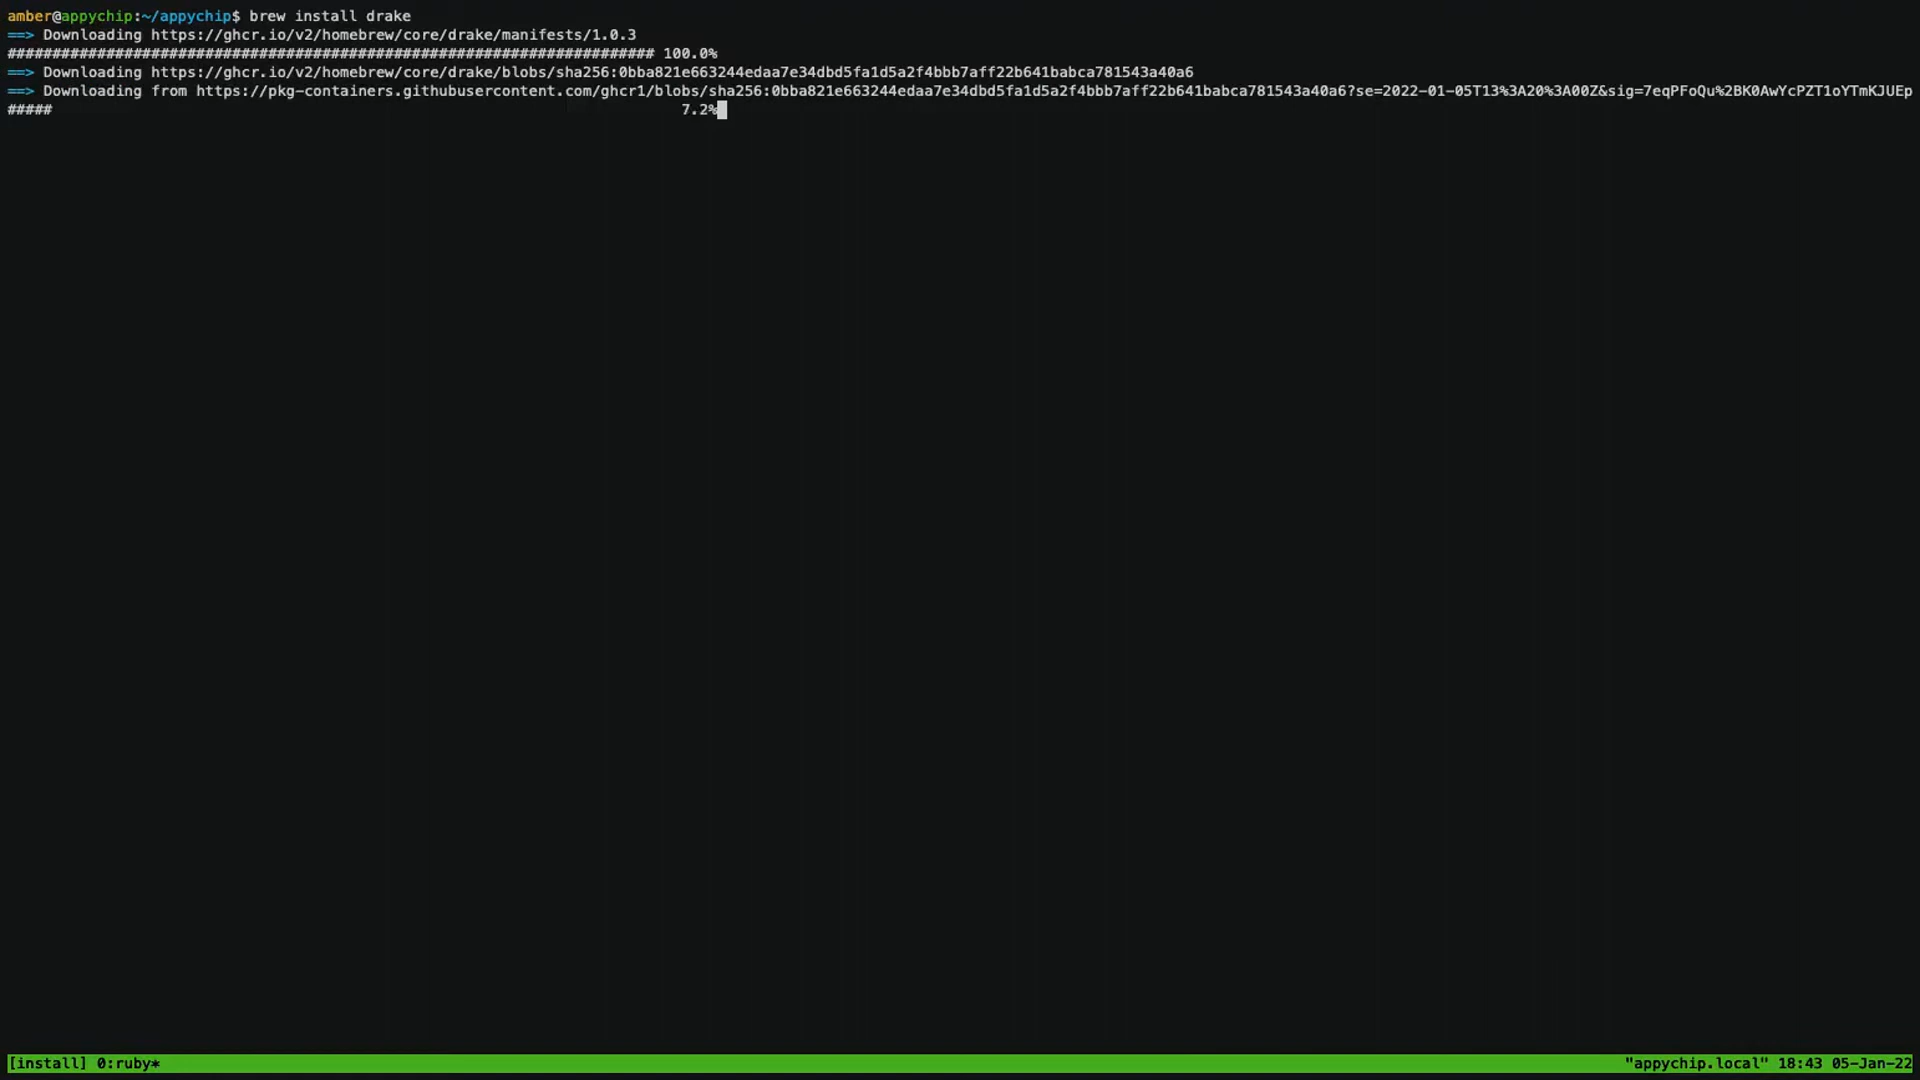 amber@appychip:~/appychip$ brew install drake
==> Downloading https://ghcr.io/v2/homebrew/core/drake/manifests/1.0.3
######################################################################## 100.0%
==> Downloading https://ghcr.io/v2/homebrew/core/drake/blobs/sha256:0bba821e663244edaa7e34dbd5fa1d5a2f4bbb7aff22b641babca781543a40a6
==> Downloading from https://pkg-containers.githubusercontent.com/ghcr1/blobs/sha256:0bba821e663244edaa7e34dbd5fa1d5a2f4bbb7aff22b641babca781543a40a6?se=2022-01-05T13%3A20%3A00Z&sig=7eqPFoQu%2BK0AwYcPZT1oYTmKJUEp
##### 7.2%
[install] 0:ruby* "appychip.local" 18:43 05-Jan-22